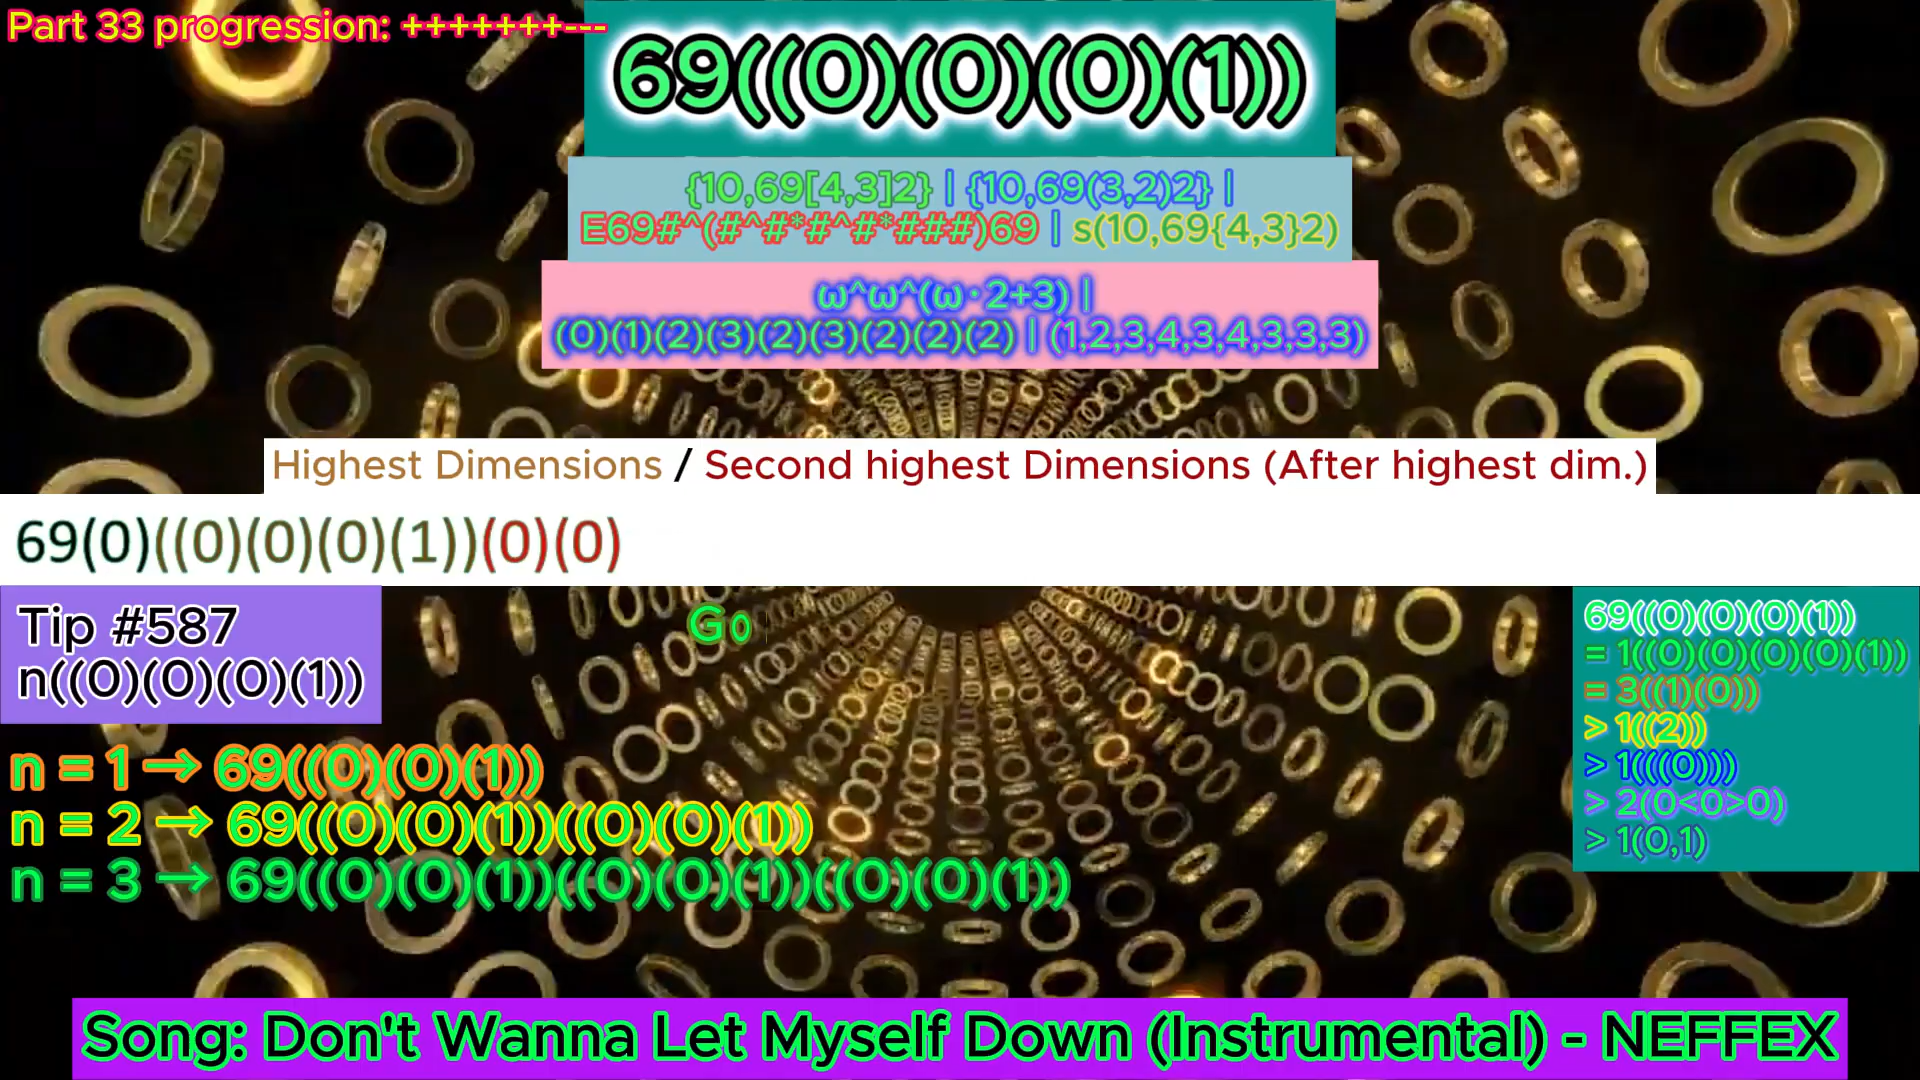 Part 33 progression: +++++++---
69((0)(0)(0)(1))
{10,69[4,3]2} | {10,69(3,2)2} |
E69#^(#^#*#^#*###)69 | s(10,69{4,3}2)
ω^ω^(ω·2+3) |
(0)(1)(2)(3)(2)(3)(2)(2)(2) | (1,2,3,4,3,4,3,3,3)
Highest Dimensions / Second highest Dimensions (After highest dim.)
69(0)((0)(0)(0)(1))(0)(0)
Tip #587
n((0)(0)(0)(1))
Go
n = 1 → 69((0)(0)(1))
n = 2 → 69((0)(0)(1))((0)(0)(1))
n = 3 → 69((0)(0)(1))((0)(0)(1))((0)(0)(1))
69((0)(0)(0)(1))
= 1((0)(0)(0)(0)(1))
= 3((1)(0))
> 1((2))
> 1(((0)))
> 2(0<0>0)
> 1(0,1)
Song: Don't Wanna Let Myself Down (Instrumental) - NEFFEX